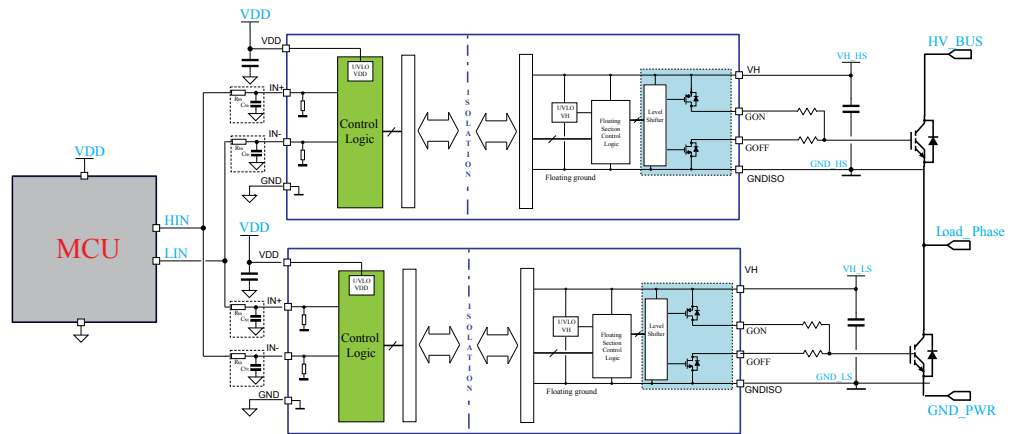 VDD
VDD
UVLO
VDD
IN+
IN-
GND
Control
Logic
ISOLATION
UVLO
VH
Floating
Section
Control
Logic
Level
Shifter
Floating ground
VH
GON
GOFF
GNDISO
VH_HS
GND_HS
HV_BUS
VDD
MCU
HIN
LIN
Load_Phase
VDD
VDD
UVLO
VDD
IN+
IN-
GND
Control
Logic
ISOLATION
UVLO
VH
Floating
Section
Control
Logic
Level
Shifter
Floating ground
VH
GON
GOFF
GNDISO
VH_LS
GND_LS
GND_PWR